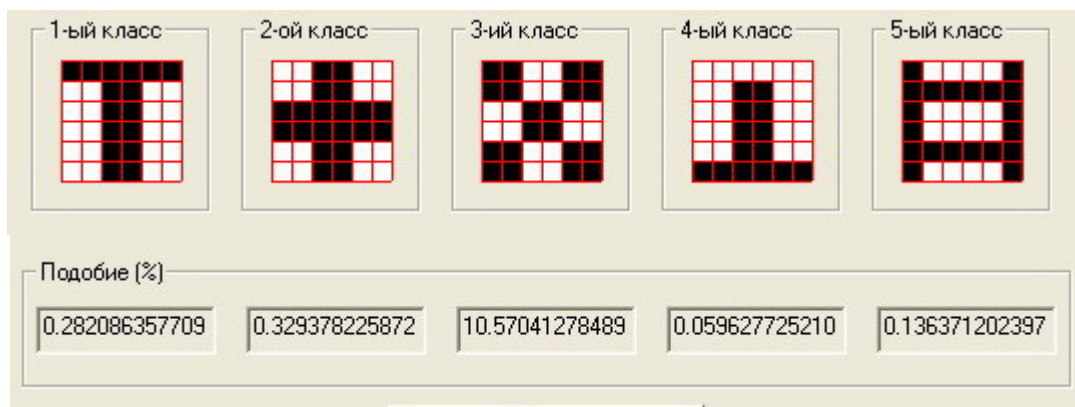 1-ый класс 2-ой класс 3-ий класс 4-ый класс 5-ый класс
Подобие (%)
0.282086357709 0.329378225872 10.57041278489 0.059627725210 0.136371202397